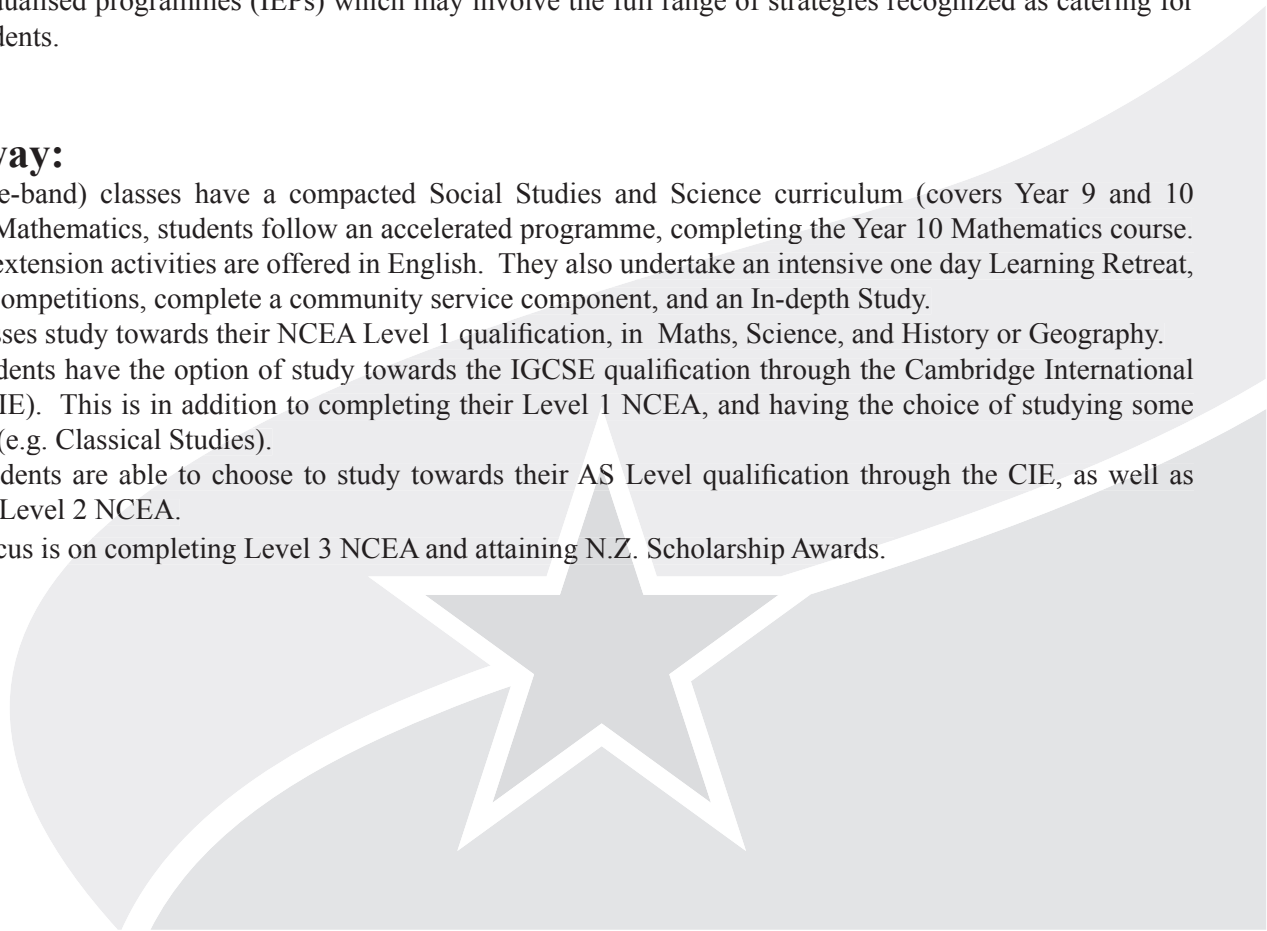 dualised programmes (IEPs) which may involve the full range of strategies recognized as catering for
dents.
way:
e-band) classes have a compacted Social Studies and Science curriculum (covers Year 9 and 10
Mathematics, students follow an accelerated programme, completing the Year 10 Mathematics course.
extension activities are offered in English. They also undertake an intensive one day Learning Retreat,
ompetitions, complete a community service component, and an In-depth Study.
sses study towards their NCEA Level 1 qualification, in Maths, Science, and History or Geography.
dents have the option of study towards the IGCSE qualification through the Cambridge International
IE). This is in addition to completing their Level 1 NCEA, and having the choice of studying some
(e.g. Classical Studies).
dents are able to choose to study towards their AS Level qualification through the CIE, as well as
Level 2 NCEA.
cus is on completing Level 3 NCEA and attaining N.Z. Scholarship Awards.